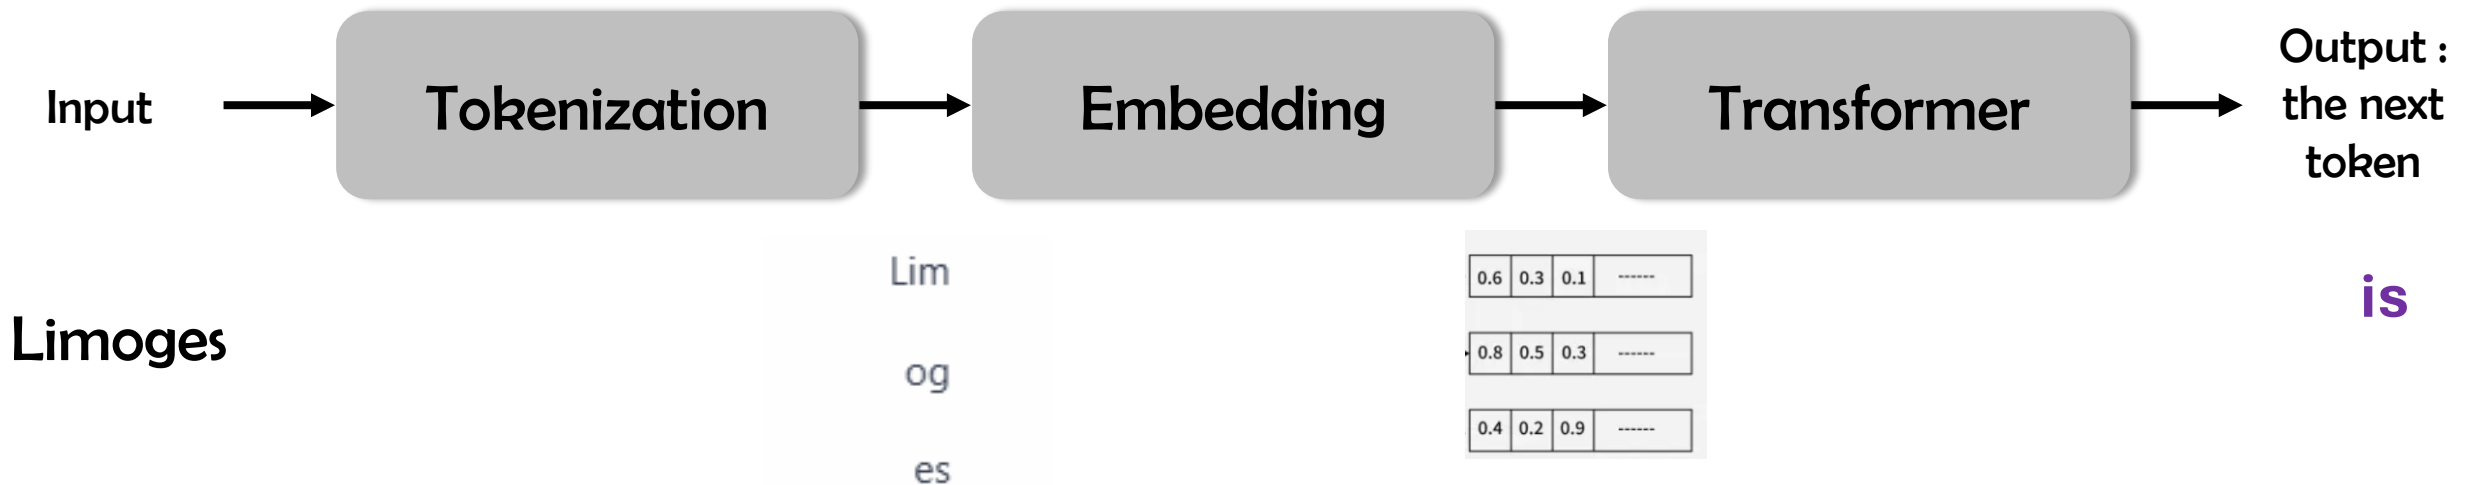 Input
Tokenization
Embedding
Transformer
Output :
the next
token
Limoges
Lim
og
es
0.6 0.3 0.1 ------
0.8 0.5 0.3 ------
0.4 0.2 0.9 ------
is